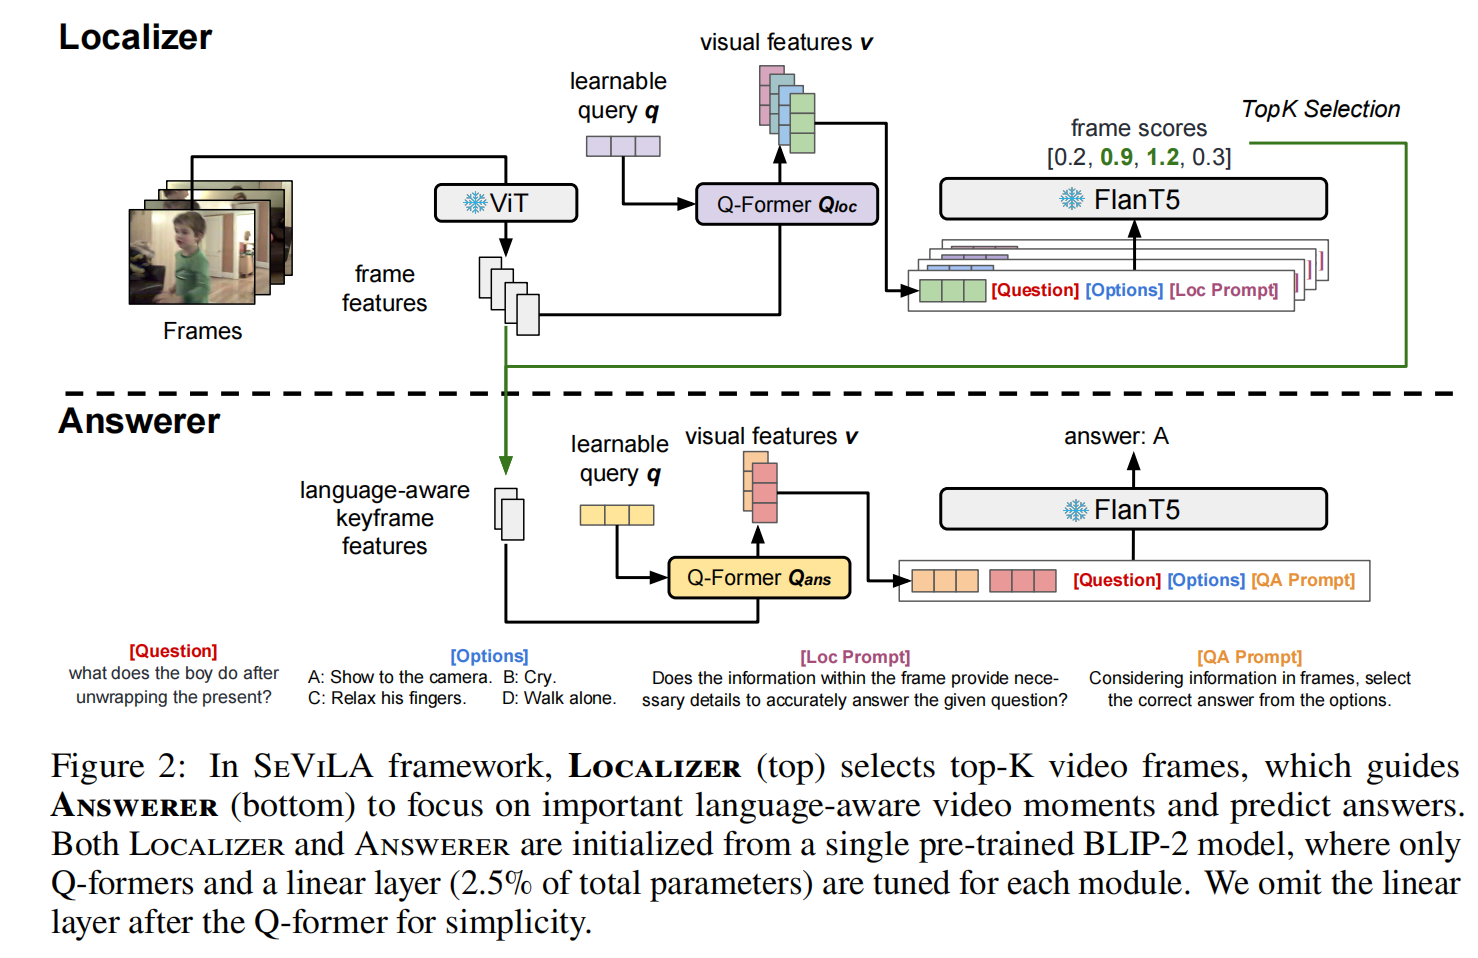 Localizer
visual features v
learnable
query q
TopK Selection
frame scores
[0.2, 0.9, 1.2, 0.3]
ViT
Q-Former Qloc
FlanT5
frame
features
[Question] [Options] [Loc Prompt]
]
]
]
Frames
Answerer
learnable
query q
visual features v
answer: A
language-aware
keyframe
features
FlanT5
Q-Former Qans
[Question] [Options] [QA Prompt]
[Question]
what does the boy do after
unwrapping the present?
[Options]
A: Show to the camera. B: Cry.
C: Relax his fingers. D: Walk alone.
[Loc Prompt]
Does the information within the frame provide nece-
ssary details to accurately answer the given question?
[QA Prompt]
Considering information in frames, select
the correct answer from the options.
Figure 2: In SEVILA framework, LOCALIZER (top) selects top-K video frames, which guides
ANSWERER (bottom) to focus on important language-aware video moments and predict answers.
Both LOCALIZER and ANSWERER are initialized from a single pre-trained BLIP-2 model, where only
Q-formers and a linear layer (2.5% of total parameters) are tuned for each module. We omit the linear
layer after the Q-former for simplicity.